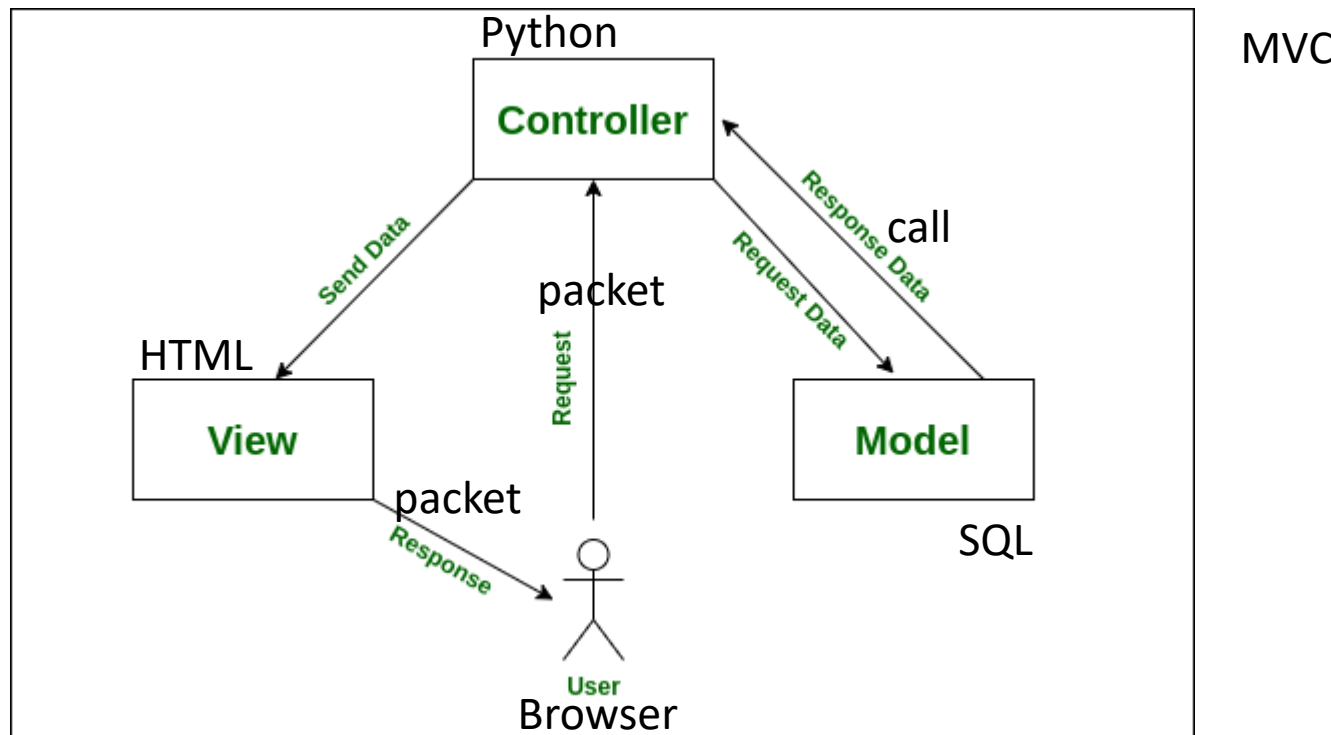 Python
MVC
Controller
Send Data
packet
Request
Request Data
Response Data
call
HTML
View
Model
packet
Response
SQL
User
Browser